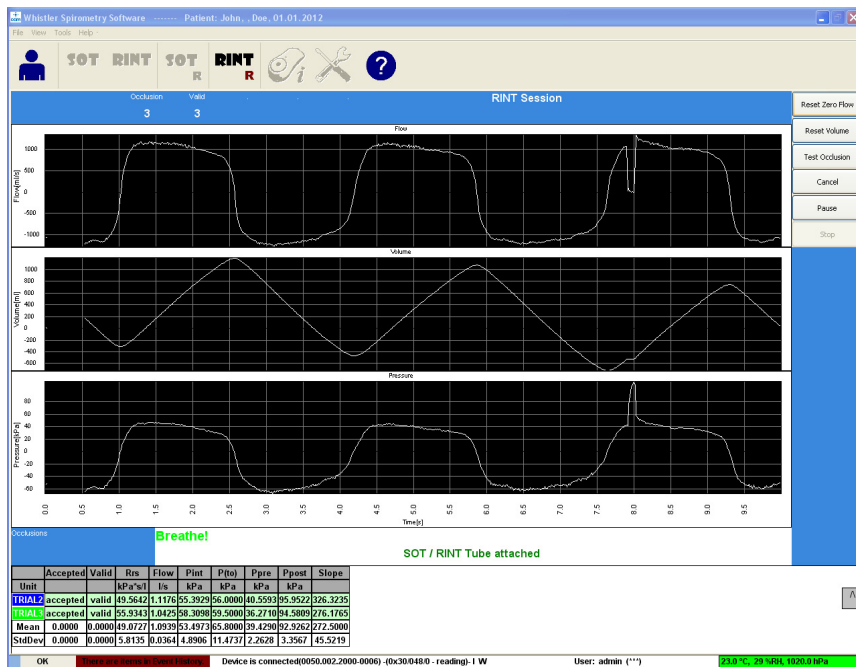 Whistler Spirometry Software ------- Patient: John, , Doe, 01.01.2012
File View Tools Help
SOT RINT SOT R RINT R i ?
Occlusion Valid RINT Session
3 3
Reset Zero Flow
Reset Volume
Test Occlusion
Cancel
Pause
Stop
Flow
Flow[ml/s]
1000
500
0
-500
-1000
Volume
Volume[ml]
1000
800
600
400
200
0
-200
-400
-600
Pressure
Pressure[kPa]
80
60
40
20
0
-20
-40
-60
0.0 0.5 1.0 1.5 2.0 2.5 3.0 3.5 4.0 4.5 5.0 5.5 6.0 6.5 7.0 7.5 8.0 8.5 9.0 9.5
Time[s]
Occlusions
Breathe!
SOT / RINT Tube attached
Accepted Valid Rrs Flow Pint P(to) Ppre Ppost Slope
Unit kPa*s/l l/s kPa kPa kPa kPa
TRIAL2 accepted valid 49.5642 1.1176 55.3929 56.0000 40.5593 95.9522 326.3235
TRIAL3 accepted valid 55.9343 1.0425 58.3098 59.5000 36.2710 94.5809 276.1765
Mean 0.0000 0.0000 49.0727 1.0939 53.4973 65.8000 39.4290 92.9262 272.5000
StdDev 0.0000 0.0000 5.8135 0.0364 4.8906 11.4737 2.2628 3.3567 45.5219
OK There are items in Event History. Device is connected(0050.002.2000-0006) -(0x30/048/0 - reading)- I W User: admin (***) 23.0 °C, 29 %RH, 1020.0 hPa